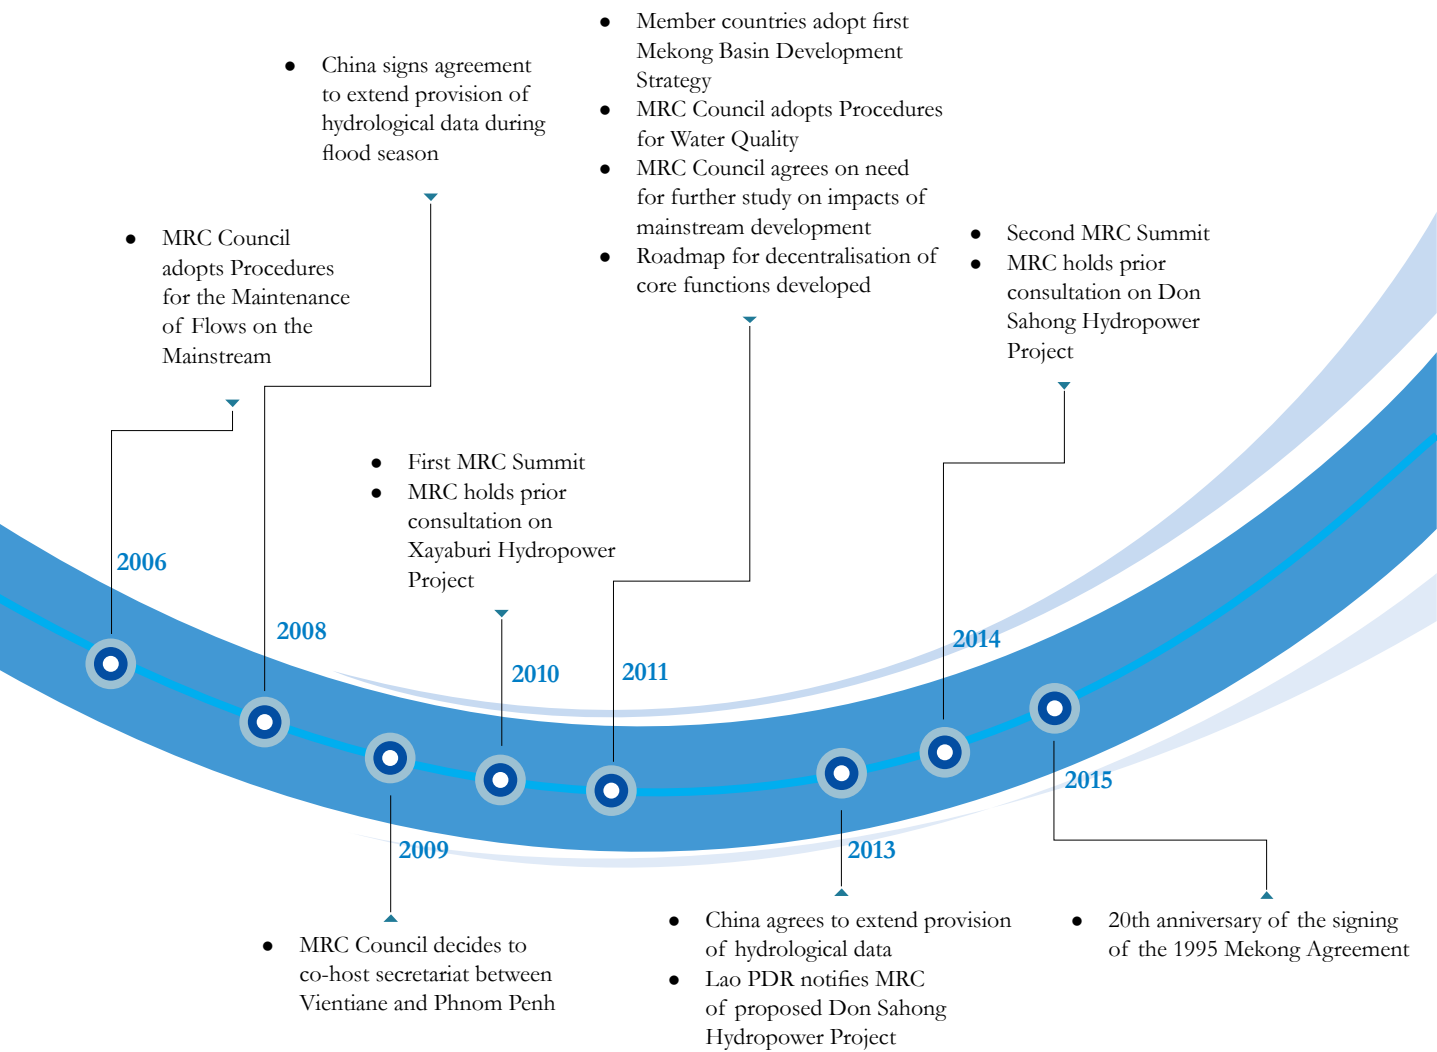 ● MRC Council
adopts Procedures
for the Maintenance
of Flows on the
Mainstream
2006
● China signs agreement
to extend provision of
hydrological data during
flood season
2008
2009
● MRC Council decides to
co-host secretariat between
Vientiane and Phnom Penh
● First MRC Summit
● MRC holds prior
consultation on
Xayaburi Hydropower
Project
2010
● Member countries adopt first
Mekong Basin Development
Strategy
● MRC Council adopts Procedures
for Water Quality
● MRC Council agrees on need
for further study on impacts of
mainstream development
● Roadmap for decentralisation of
core functions developed
2011
2013
● China agrees to extend provision
of hydrological data
● Lao PDR notifies MRC
of proposed Don Sahong
Hydropower Project
● Second MRC Summit
● MRC holds prior
consultation on Don
Sahong Hydropower
Project
2014
2015
● 20th anniversary of the signing
of the 1995 Mekong Agreement